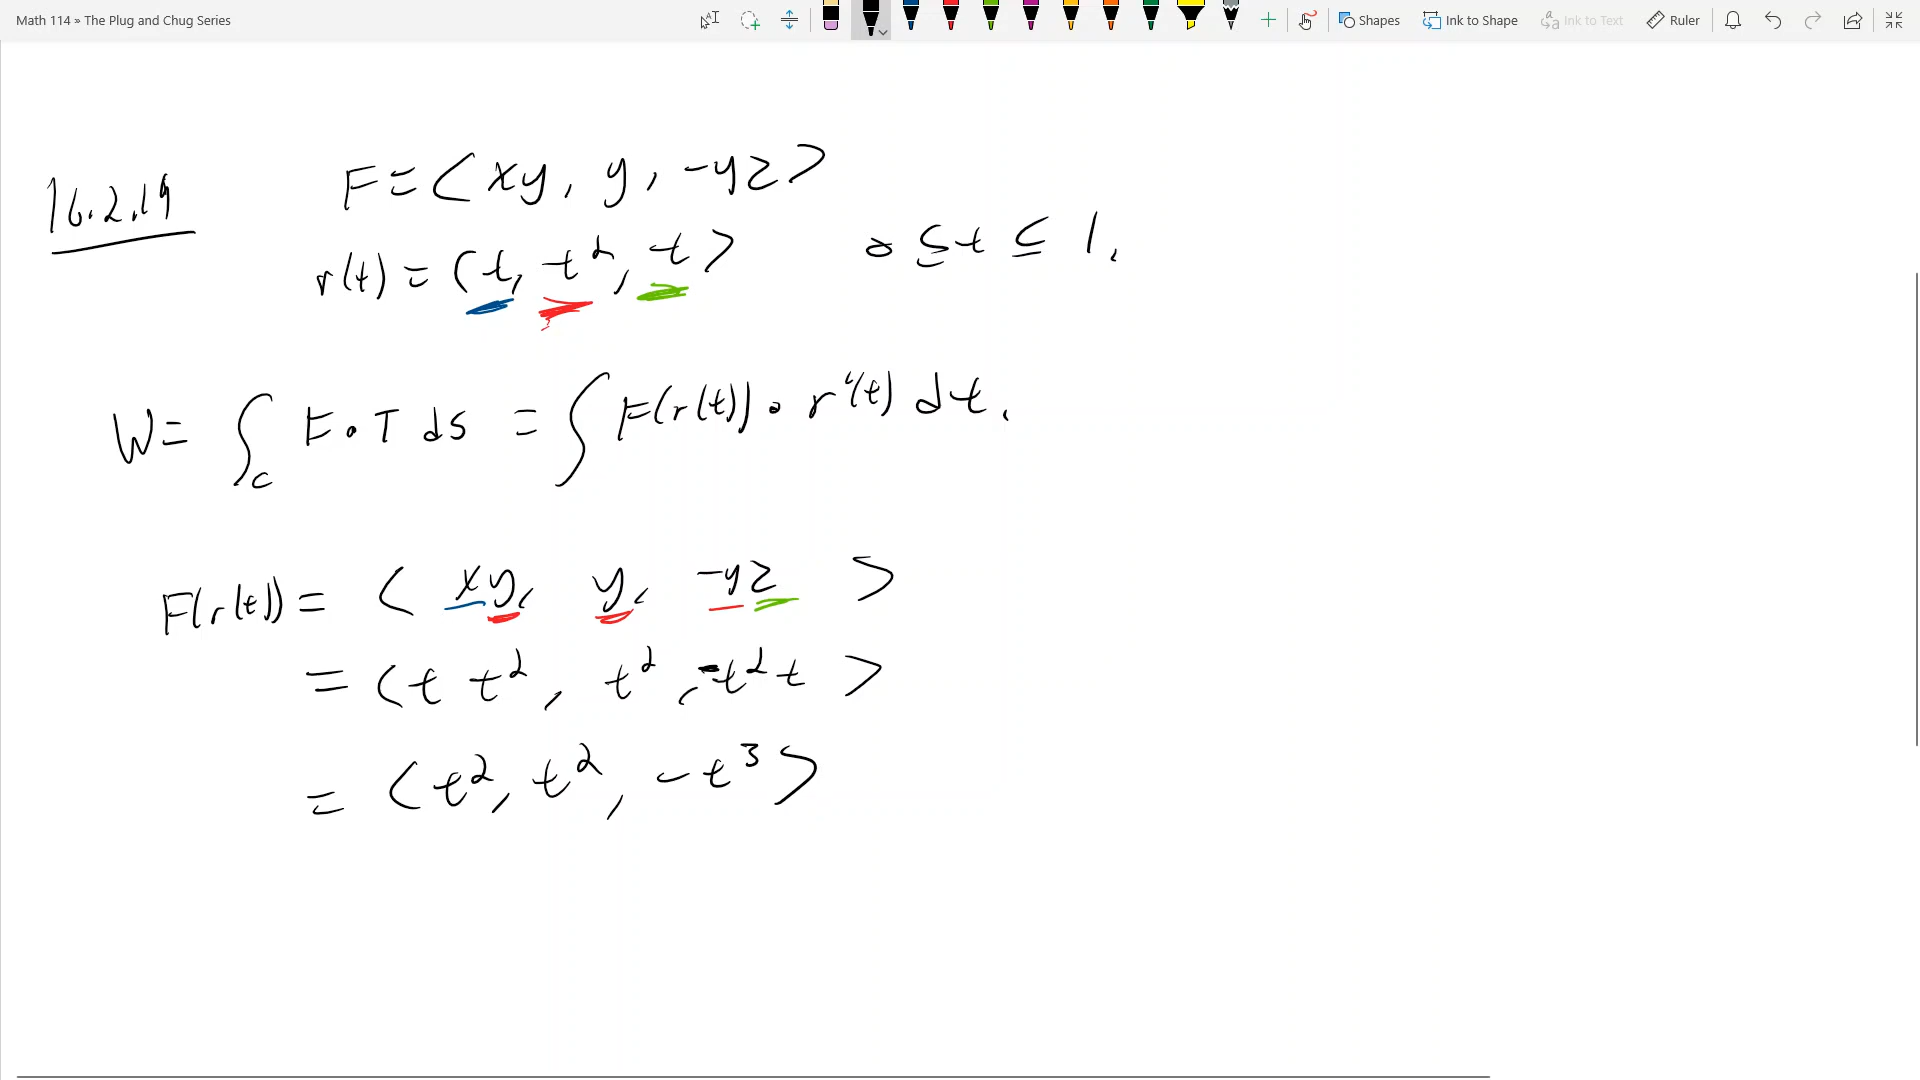 Math 114 » The Plug and Chug Series
Shapes
Ink to Shape
Ink to Text
Ruler
16.2.19
F = <xy, y, -yz>
r(t) = <t, t², t> 0 ≤ t ≤ 1.
W = ∫_C F • T ds = ∫ F(r(t)) • r'(t) dt.
F(r(t)) = < xy, y, -yz >
= <t t², t², -t² t >
= <t², t², -t³>